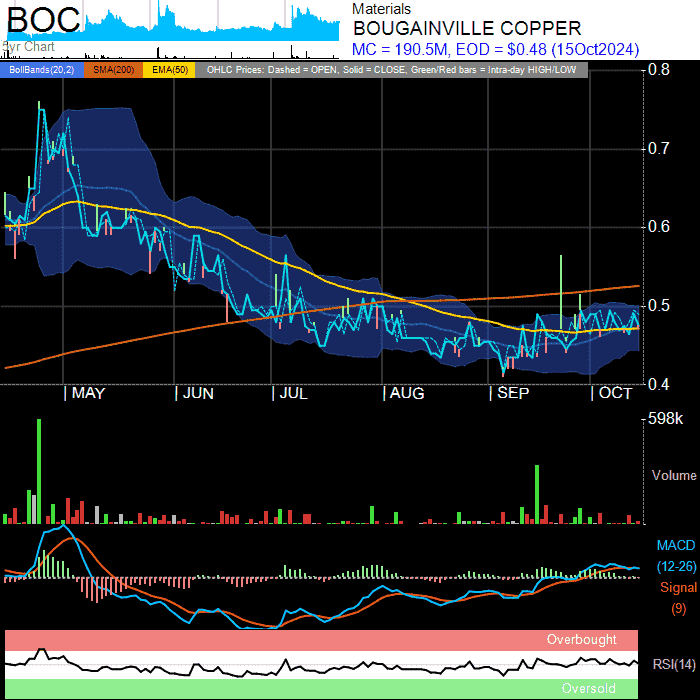 BOC
5yr Chart
Materials
BOUGAINVILLE COPPER
MC = 190.5M, EOD = $0.48 (15Oct2024)
BollBands(20,2) SMA(200) EMA(50) OHLC Prices: Dashed = OPEN, Solid = CLOSE, Green/Red bars = Intra-day HIGH/LOW
0.8
0.7
0.6
0.5
0.4
| MAY | JUN | JUL | AUG | SEP | OCT
598k
Volume
MACD
(12-26)
Signal
(9)
Overbought
RSI(14)
Oversold